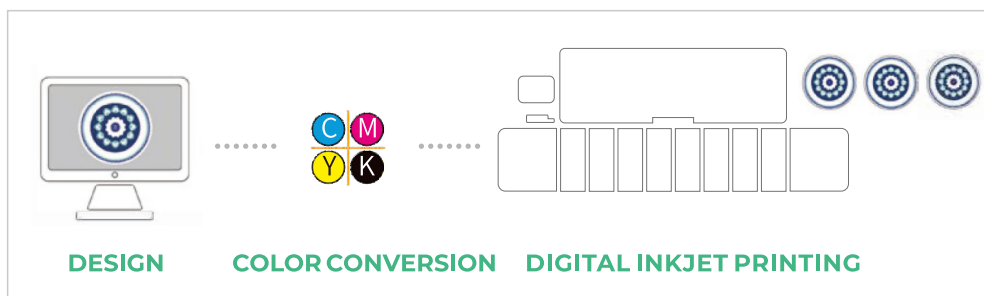 C M
Y K
DESIGN
COLOR CONVERSION
DIGITAL INKJET PRINTING